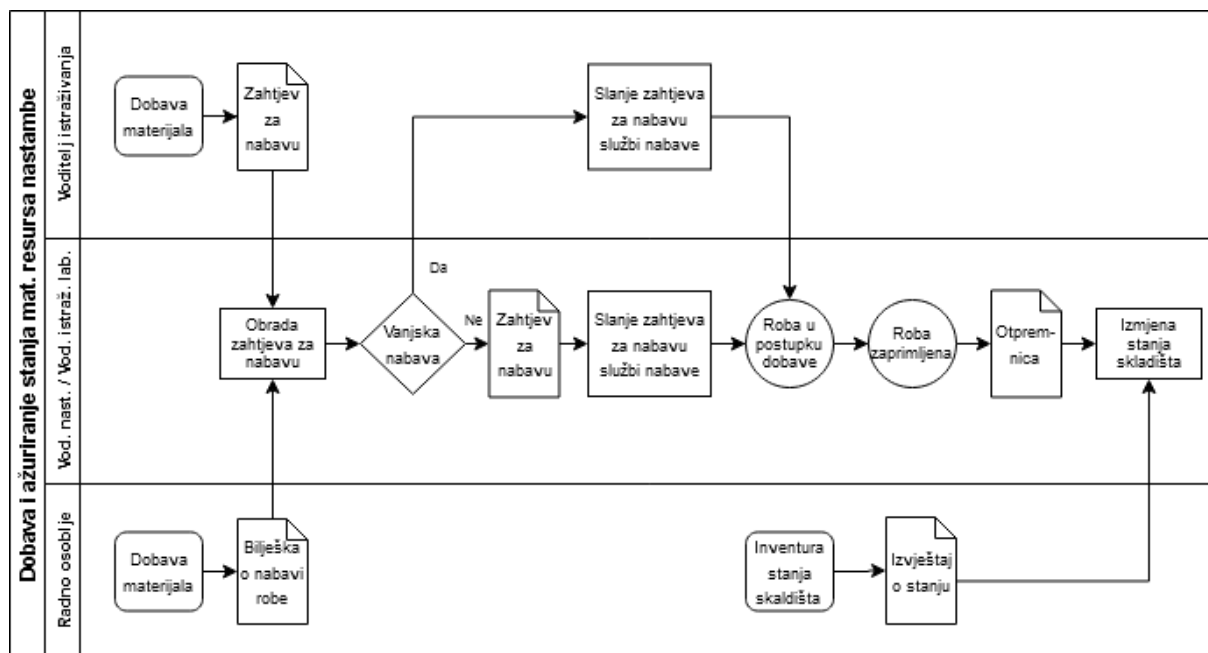 Dobava i ažuriranje stanja mat. resursa nastambe
Voditelj istraživanja
Dobava
materijala
Zahtjev
za
nabavu
Slanje zahtjeva
za nabavu
službi nabave
Vod. nast. / Vod. istraž. lab.
Obrada
zahtjeva za
nabavu
Vanjska
nabava
Da
Ne
Zahtjev
za
nabavu
Slanje zahtjeva
za nabavu
službi nabave
Roba u
postupku
dobave
Roba
zaprimljena
Otprem-
nica
Izmjena
stanja
skladišta
Radno osoblje
Dobava
materijala
Bilješka
o nabavi
robe
Inventura
stanja
skaldišta
Izvještaj
o stanju